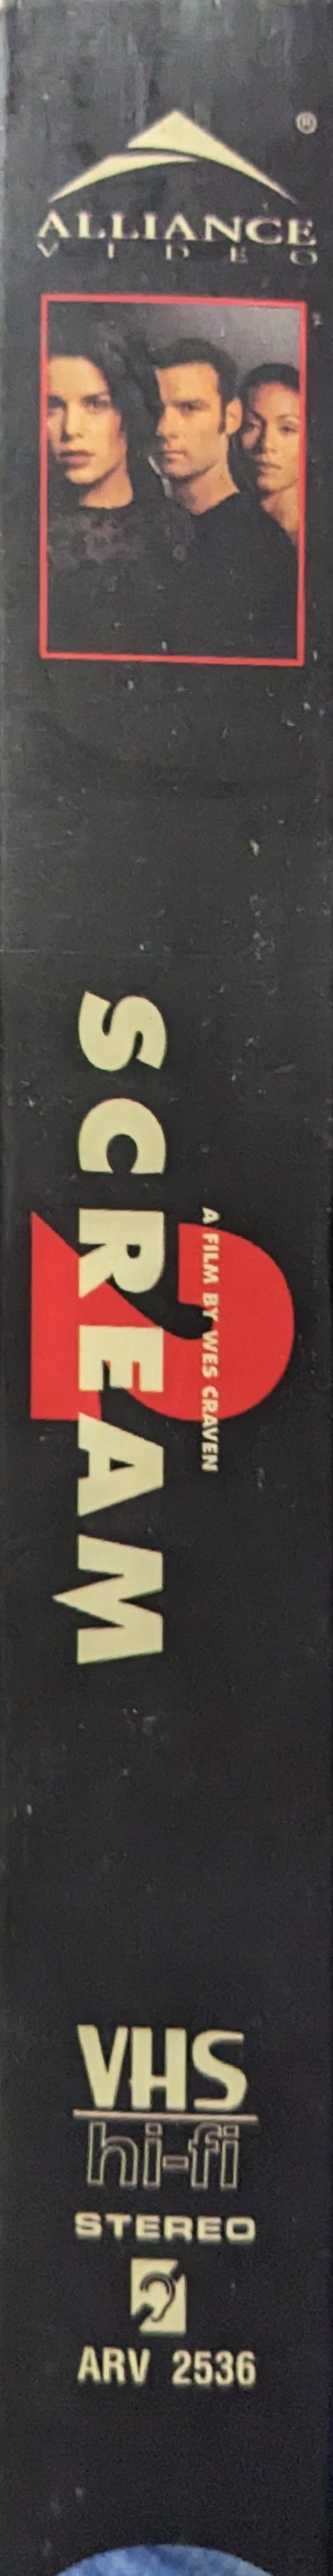 ®
ALLIANCE
VIDEO
A FILM BY WES CRAVEN
SCREAM
2
VHS
hi-fi
STEREO
ARV 2536